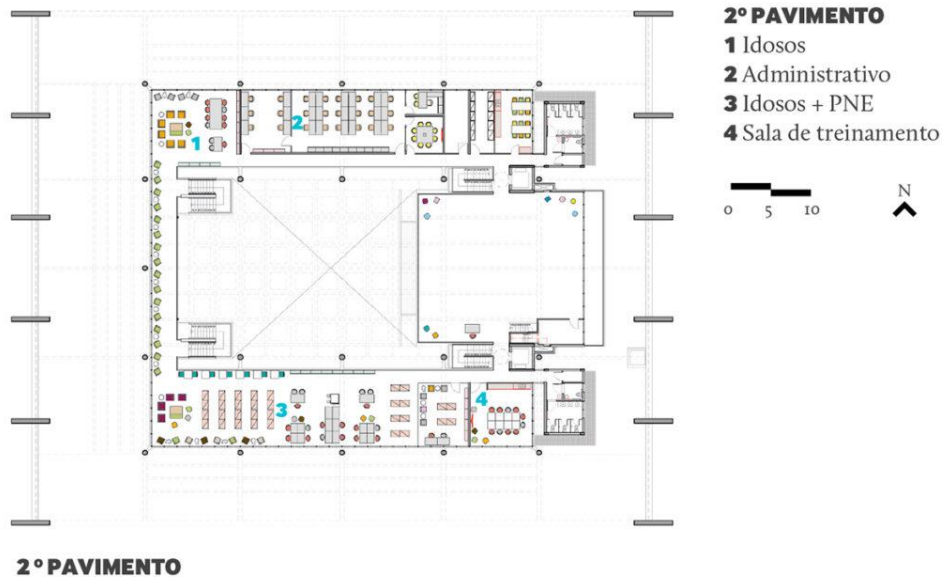 2º PAVIMENTO
1 Idosos
2 Administrativo
3 Idosos + PNE
4 Sala de treinamento
0 5 10
N
1
2
3
4
2º PAVIMENTO